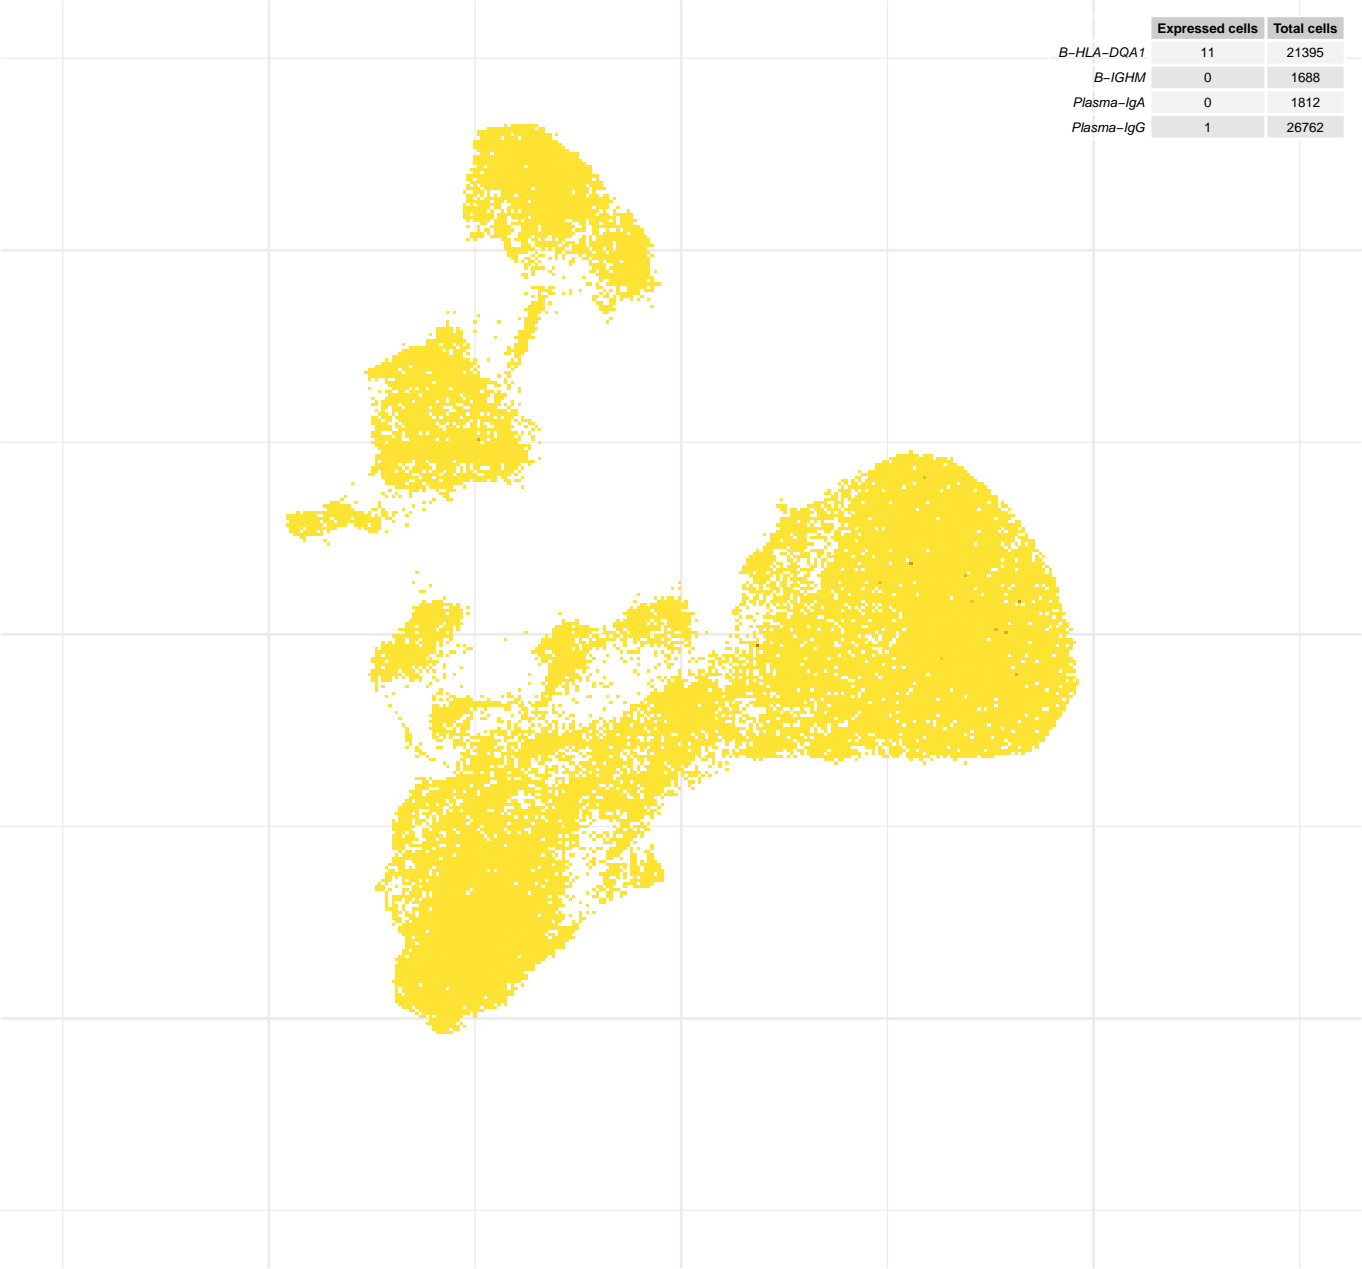 Expressed cells Total cells
B−HLA−DQA1 11 21395
B−IGHM 0 1688
Plasma−IgA 0 1812
Plasma−IgG 1 26762